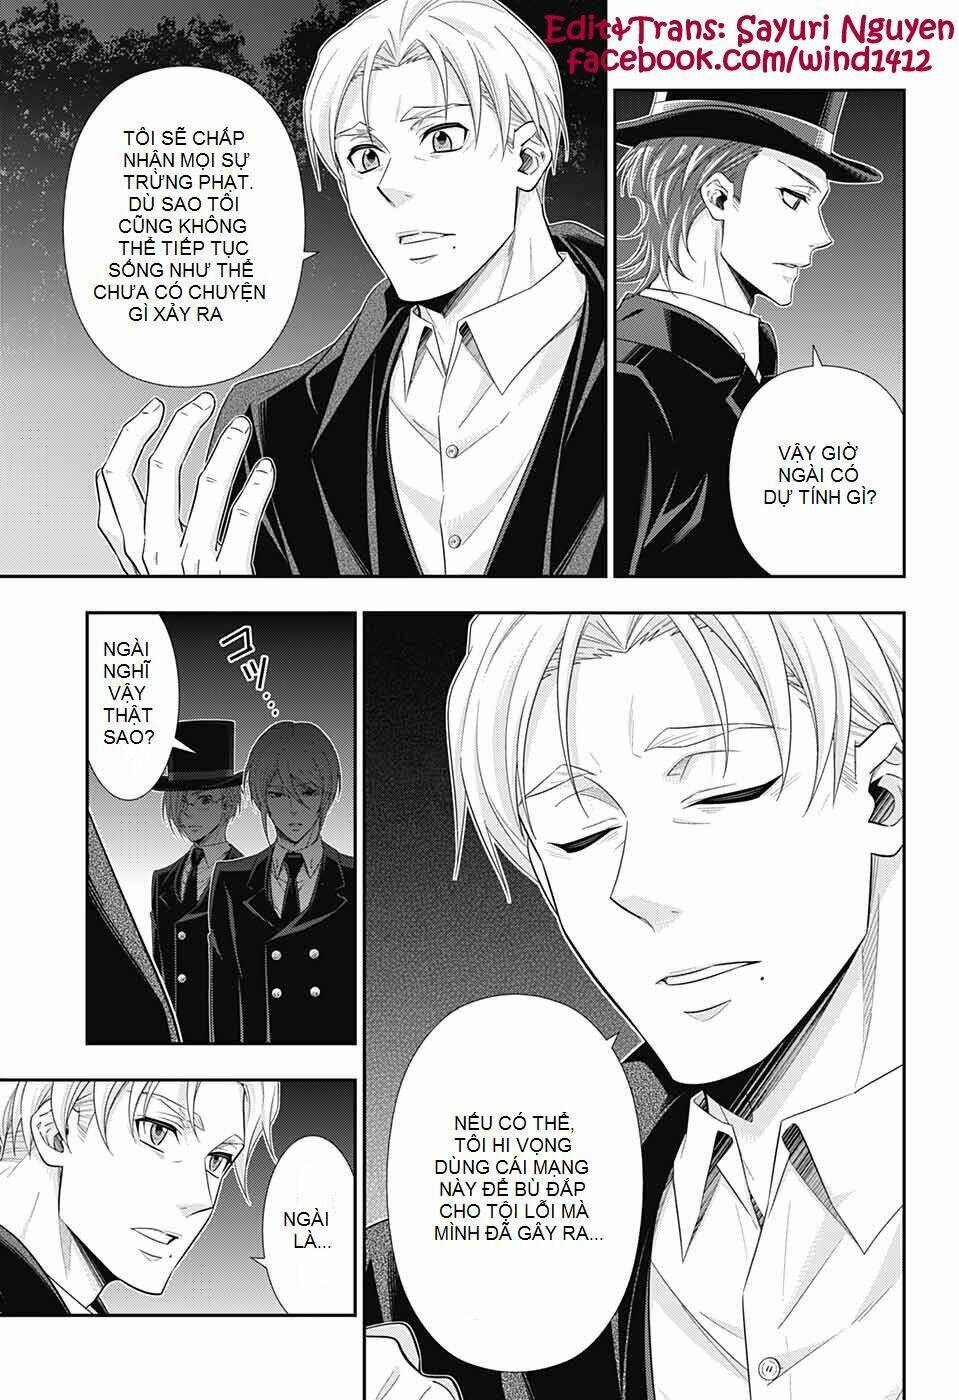 Edit&Trans: Sayuri Nguyen
facebook.com/wind1412
VẬY GIỜ
NGÀI CÓ
DỰ TÍNH GÌ?
TÔI SẼ CHẤP
NHẬN MỌI SỰ
TRỪNG PHẠT.
DÙ SAO TÔI
CŨNG KHÔNG
THỂ TIẾP TỤC
SỐNG NHƯ THỂ
CHƯA CÓ CHUYỆN
GÌ XẢY RA
NẾU CÓ THỂ,
TÔI HI VỌNG
DÙNG CÁI MẠNG
NÀY ĐỂ BÙ ĐẮP
CHO TỘI LỖI MÀ
MÌNH ĐÃ GÂY RA...
NGÀI
NGHĨ
VẬY
THẬT
SAO?
コツ…
NGÀI
LÀ...